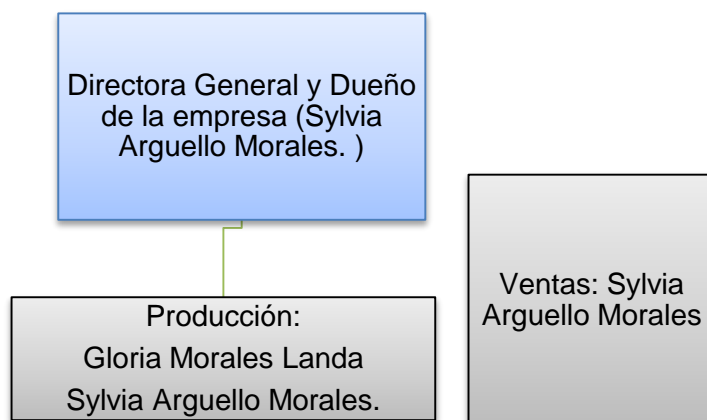 Directora General y Dueño
de la empresa (Sylvia
Arguello Morales. )
Ventas: Sylvia
Arguello Morales
Producción:
Gloria Morales Landa
Sylvia Arguello Morales.